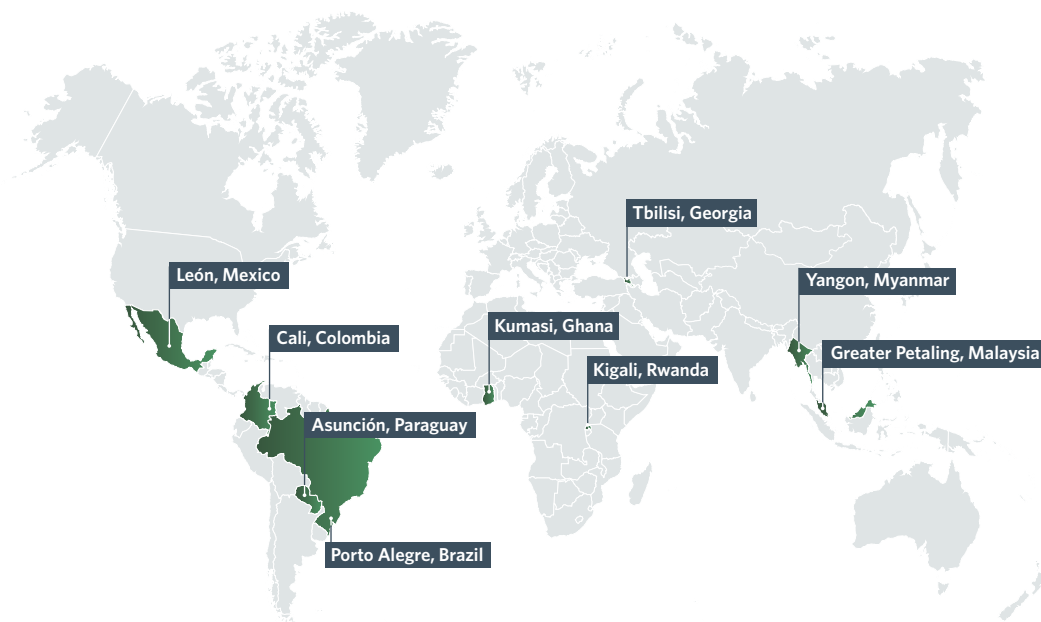 Tbilisi, Georgia
León, Mexico
Yangon, Myanmar
Kumasi, Ghana
Cali, Colombia
Greater Petaling, Malaysia
Kigali, Rwanda
Asunción, Paraguay
Porto Alegre, Brazil